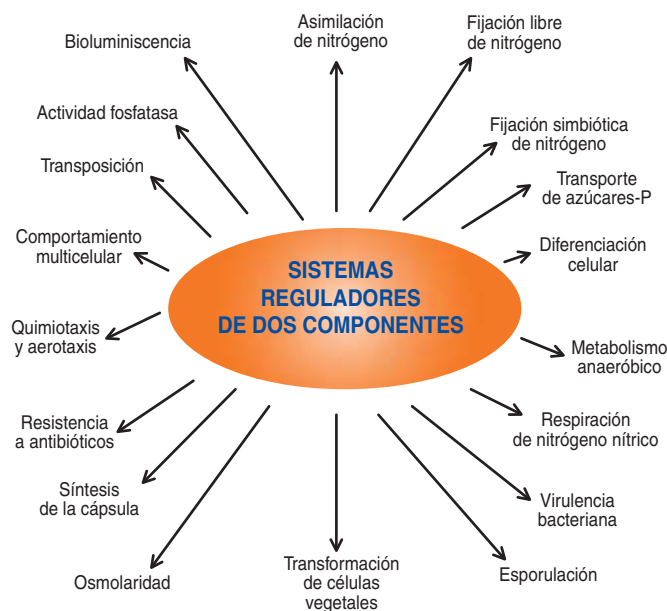 Asimilación
de nitrógeno
Fijación libre
de nitrógeno
Bioluminiscencia
Actividad fosfatasa
Fijación simbiótica
de nitrógeno
Transposición
Transporte
de azúcares-P
Comportamiento
multicelular
Diferenciación
celular
SISTEMAS
REGULADORES
DE DOS COMPONENTES
Quimiotaxis
y aerotaxis
Metabolismo
anaeróbico
Resistencia
a antibióticos
Respiración
de nitrógeno nítrico
Síntesis
de la cápsula
Virulencia
bacteriana
Osmolaridad
Transformación
de células
vegetales
Esporulación